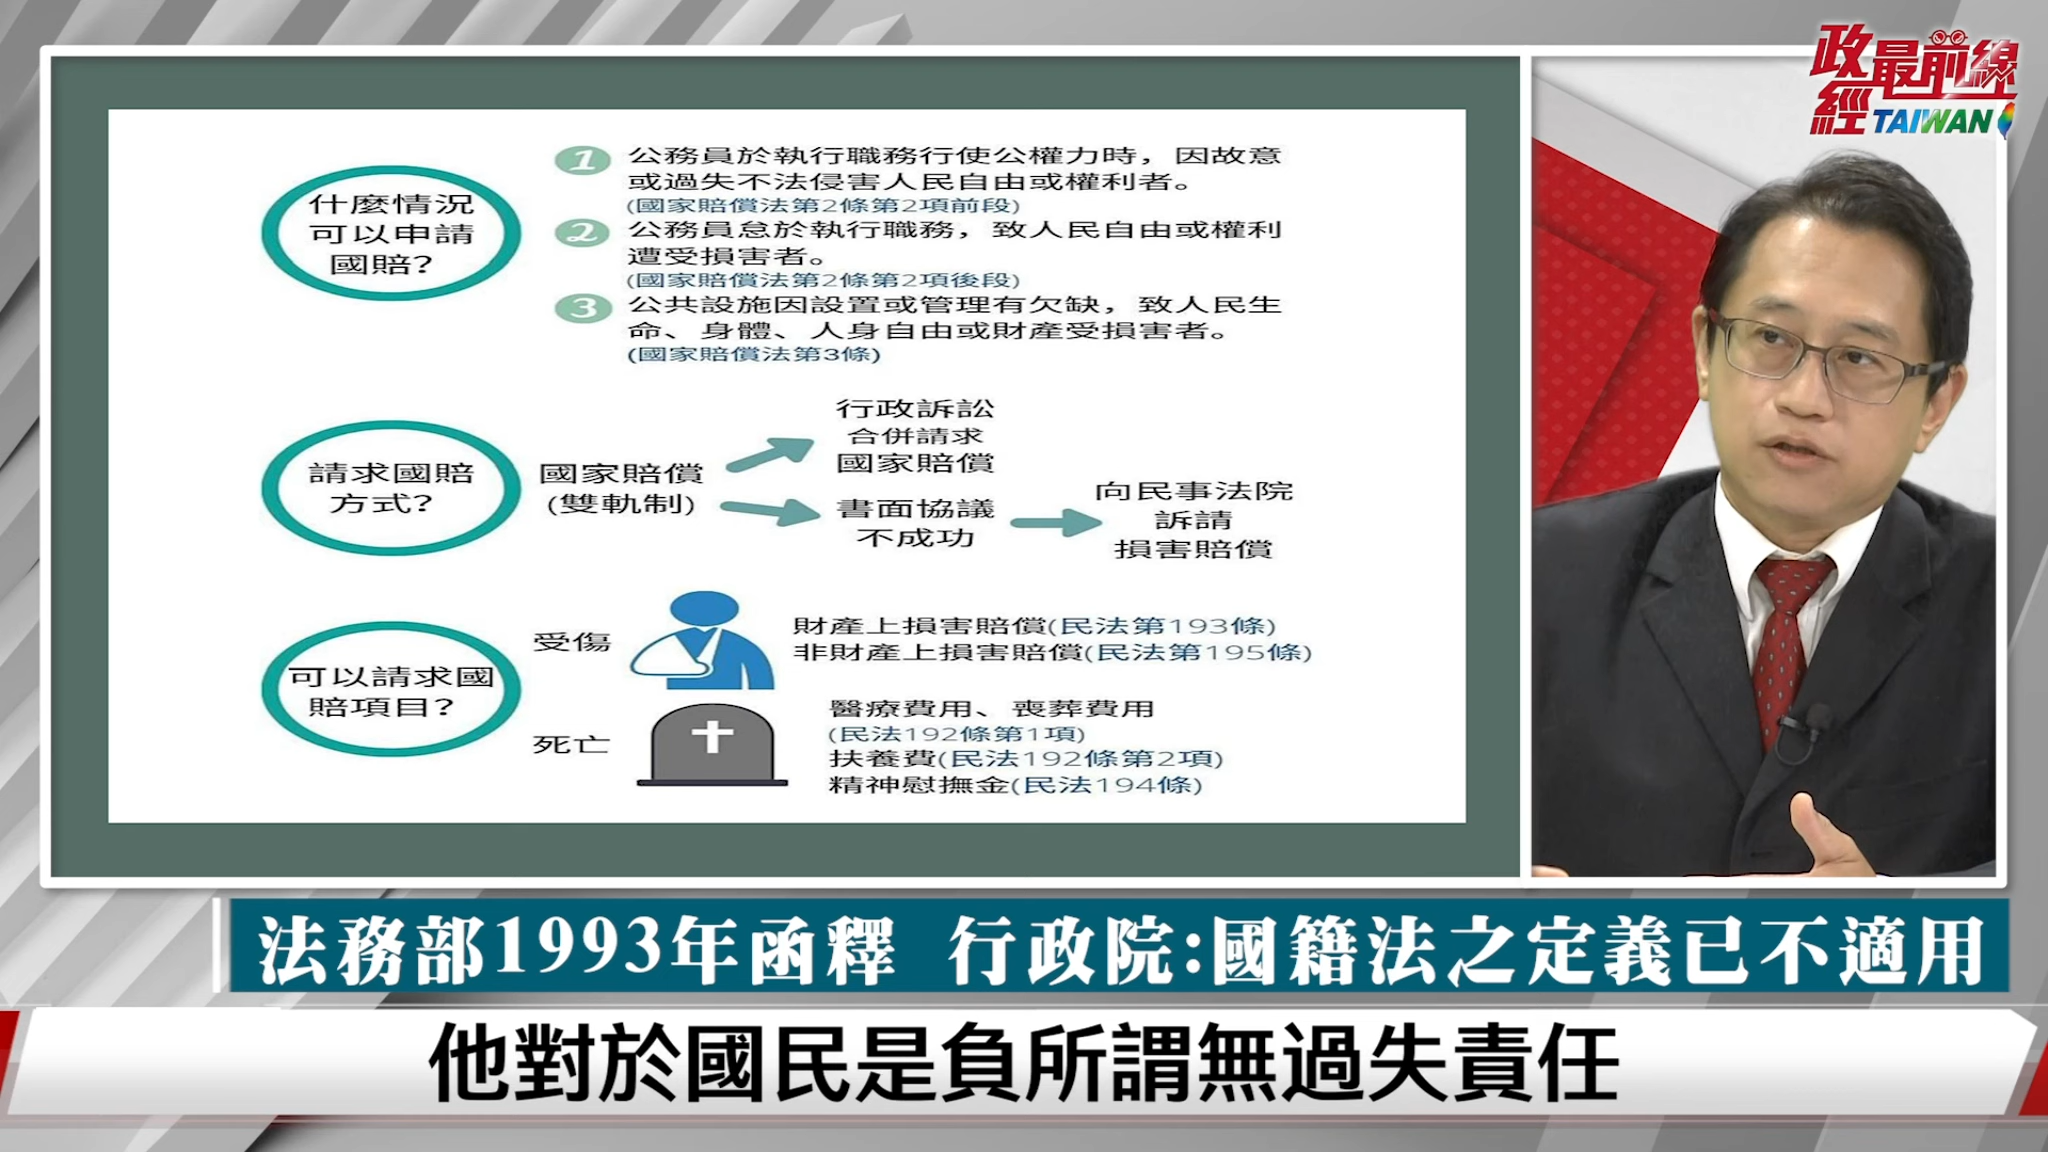 政經最前線
TAIWAN
什麼情況
可以申請
國賠?
1 公務員於執行職務行使公權力時，因故意
或過失不法侵害人民自由或權利者。
(國家賠償法第2條第2項前段)
2 公務員怠於執行職務，致人民自由或權利
遭受損害者。
(國家賠償法第2條第2項後段)
3 公共設施因設置或管理有欠缺，致人民生
命、身體、人身自由或財產受損害者。
(國家賠償法第3條)
請求國賠
方式?
國家賠償
(雙軌制)
行政訴訟
合併請求
國家賠償
書面協議
不成功
向民事法院
訴請
損害賠償
可以請求國
賠項目?
受傷
財產上損害賠償(民法第193條)
非財產上損害賠償(民法第195條)
死亡
醫療費用、喪葬費用
(民法192條第1項)
扶養費(民法192條第2項)
精神慰撫金(民法194條)
法務部1993年函釋 行政院:國籍法之定義已不適用
他對於國民是負所謂無過失責任